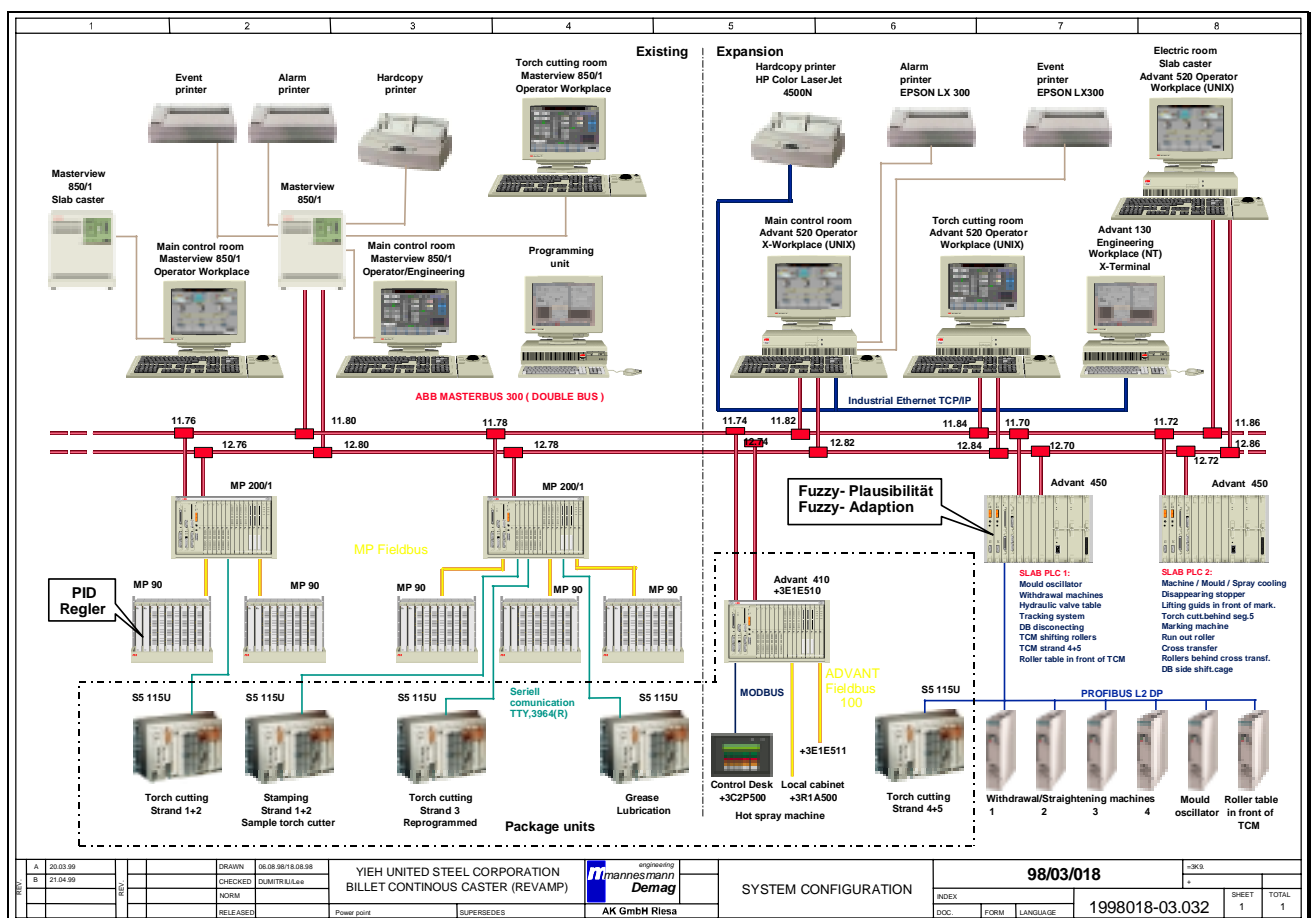 1 2 3 4 5 6 7 8
Existing
Expansion
Event
printer
Alarm
printer
Hardcopy
printer
Torch cutting room
Masterview 850/1
Operator Workplace
Hardcopy printer
HP Color LaserJet
4500N
Alarm
printer
EPSON LX 300
Event
printer
EPSON LX300
Electric room
Slab caster
Advant 520 Operator
Workplace (UNIX)
Masterview
850/1
Slab caster
Masterview
850/1
Main control room
Masterview 850/1
Operator Workplace
Main control room
Masterview 850/1
Operator/Engineering
Programming
unit
Main control room
Advant 520 Operator
X-Workplace (UNIX)
Torch cutting room
Advant 520 Operator
Workplace (UNIX)
Advant 130
Engineering
Workplace (NT)
X-Terminal
ABB MASTERBUS 300 ( DOUBLE BUS )
Industrial Ethernet TCP/IP
11.76
11.80
11.78
11.74
11.82
11.84
11.70
11.72
11.86
12.76
12.80
12.78
12.74
12.82
12.84
12.70
12.72
12.86
MP 200/1
MP 200/1
Fuzzy- Plausibilität
Fuzzy- Adaption
Advant 450
Advant 450
MP Fieldbus
PID
Regler
MP 90
MP 90
MP 90
MP 90
MP 90
Advant 410
+3E1E510
SLAB PLC 1:
Mould oscillator
Withdrawal machines
Hydraulic valve table
Tracking system
DB disconecting
TCM shifting rollers
TCM strand 4+5
Roller table in front of TCM
SLAB PLC 2:
Machine / Mould / Spray cooling
Disappearing stopper
Lifting guids in front of mark.
Torch cutt.behind seg.5
Marking machine
Run out roller
Cross transfer
Rollers behind cross transf.
DB side shift.cage
S5 115U
S5 115U
S5 115U
Seriell
comunication
TTY,3964(R)
S5 115U
MODBUS
ADVANT
Fieldbus
100
S5 115U
PROFIBUS L2 DP
+3E1E511
Torch cutting
Strand 1+2
Stamping
Strand 1+2
Sample torch cutter
Torch cutting
Strand 3
Reprogrammed
Grease
Lubrication
Package units
Control Desk
+3C2P500
Local cabinet
+3R1A500
Hot spray machine
Torch cutting
Strand 4+5
Withdrawal/Straightening machines
1 2 3 4
Mould
oscillator
Roller table
in front of
TCM
REV.
A 20.03.99
B 21.04.99
REV.
DRAWN 06.08.98/18.08.98
CHECKED DUMITRIU/Lee
NORM
RELEASED
YIEH UNITED STEEL CORPORATION
BILLET CONTINOUS CASTER (REVAMP)
Power point
SUPERSEDES
engineering
mannesmann
Demag
AK GmbH Riesa
SYSTEM CONFIGURATION
98/03/018
=3K9.
+
INDEX
DOC. FORM LANGUAGE
1998018-03.032
SHEET
1
TOTAL
1